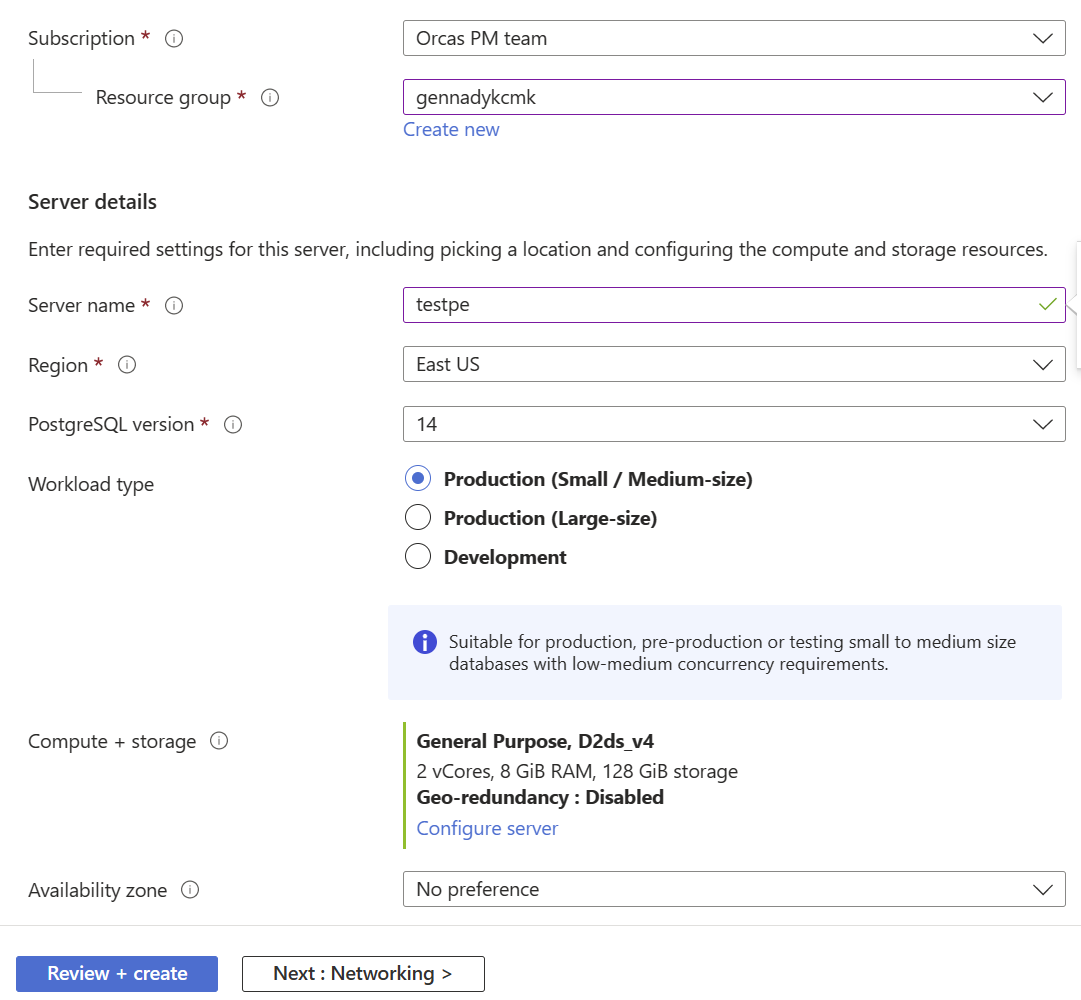 Subscription * Orcas PM team
Resource group * gennadykcmk
Create new
Server details
Enter required settings for this server, including picking a location and configuring the compute and storage resources.
Server name * testpe
Region * East US
PostgreSQL version * 14
Workload type
Production (Small / Medium-size)
Production (Large-size)
Development
Suitable for production, pre-production or testing small to medium size
databases with low-medium concurrency requirements.
Compute + storage
General Purpose, D2ds_v4
2 vCores, 8 GiB RAM, 128 GiB storage
Geo-redundancy : Disabled
Configure server
Availability zone No preference
Review + create Next : Networking >